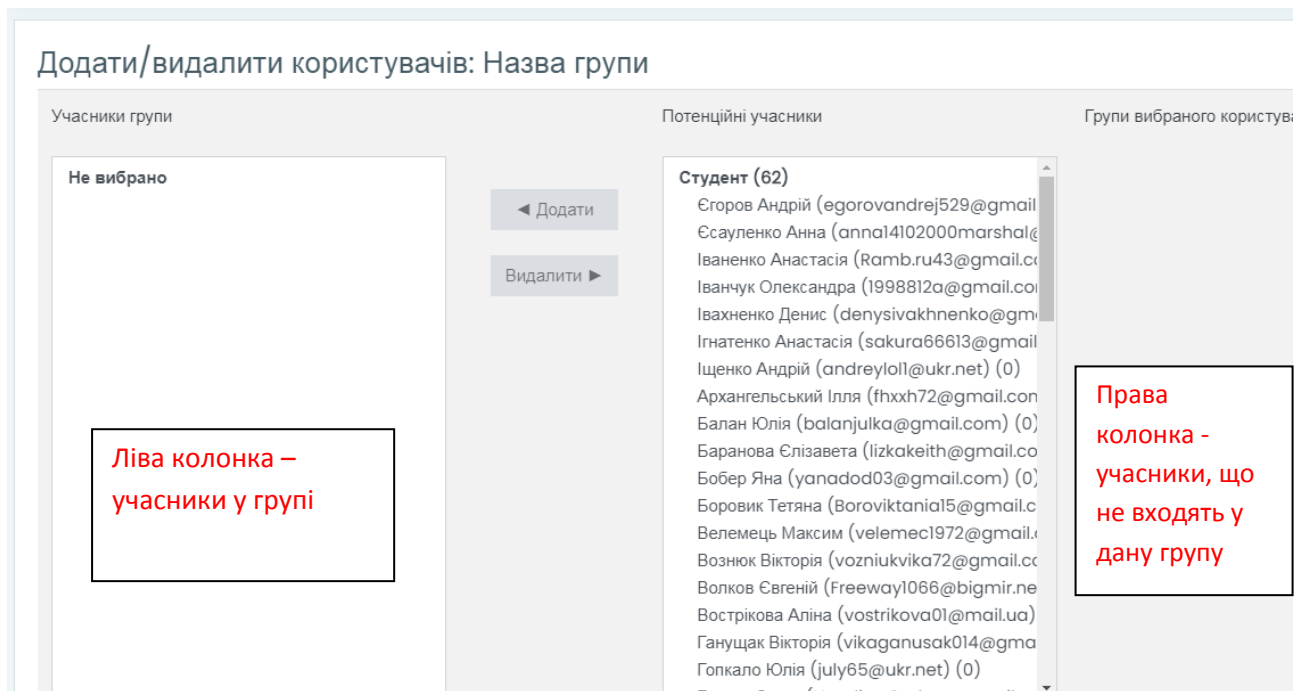 Додати/видалити користувачів: Назва групи
Учасники групи
Потенційні учасники
Групи вибраного користув
Не вибрано
◄ Додати
Видалити ►
Студент (62)
Єгоров Андрій (egorovandrej529@gmail
Єсауленко Анна (anna14102000marshal@
Іваненко Анастасія (Ramb.ru43@gmail.co
Іванчук Олександра (1998812a@gmail.co
Івахненко Денис (denysivakhnenko@gm
Ігнатенко Анастасія (sakura66613@gmail
Іщенко Андрій (andreylol1@ukr.net) (0)
Архангельський Ілля (fhxxh72@gmail.con
Балан Юлія (balanjulka@gmail.com) (0)
Баранова Єлізавета (lizkakeith@gmail.co
Бобер Яна (yanadod03@gmail.com) (0)
Боровик Тетяна (Boroviktania15@gmail.c
Велемець Максим (velemec1972@gmail.
Вознюк Вікторія (vozniukvika72@gmail.co
Волков Євгеній (Freeway1066@bigmir.ne
Вострікова Аліна (vostrikova01@mail.ua)
Ганущак Вікторія (vikaganusak014@gma
Гопкало Юлія (july65@ukr.net) (0)
Ліва колонка –
учасники у групі
Права
колонка -
учасники, що
не входять у
дану групу